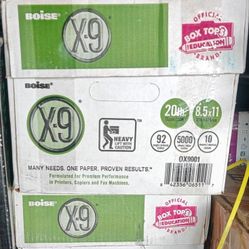 BOISE®
X·9
OFFICIAL
BOX TOPS
EDUCATION
BRAND
BOISE®
X·9
HEAVY
LIFT WITH
CAUTION
20lb
8.5x11
92
5000
10
OX9001
MANY NEEDS. ONE PAPER. PROVEN RESULTS.™
Formulated for Premium Performance
in Printers, Copiers and Fax Machines.
BOISE®
X·9
OFFICIAL
BOX TOPS
EDUCATION